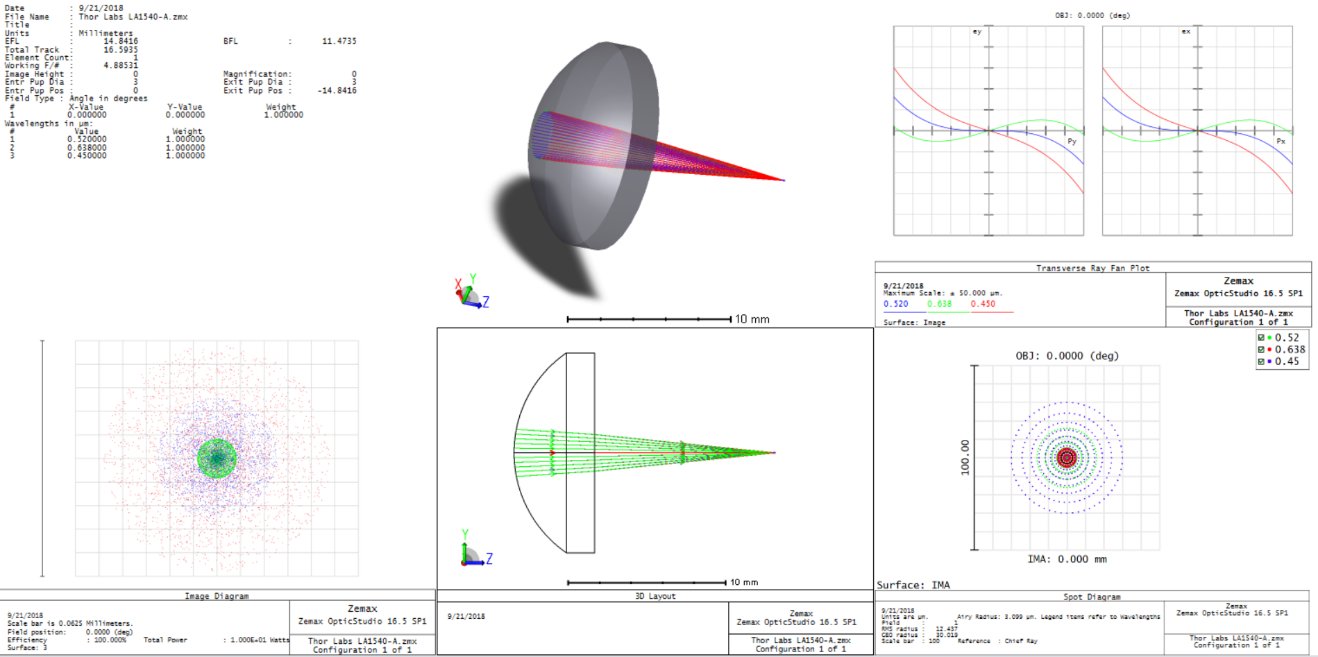 Date : 9/21/2018
File Name : Thor Labs LA1540-A.zmx
Title :
Units : Millimeters
EFL : 14.8416 BFL : 11.4735
Total Track : 16.5935
Element Count: 1
Working F/# : 4.88531
Image Height : 0 Magnification: 0
Entr Pup Dia : 3 Exit Pup Dia : 3
Entr Pup Pos : 0 Exit Pup Pos : -14.8416
Field Type : Angle in degrees
# X-Value Y-Value Weight
1 0.000000 0.000000 1.000000
Wavelengths in µm:
# Value Weight
1 0.520000 1.000000
2 0.638000 1.000000
3 0.450000 1.000000
X
Y
Z
10 mm
OBJ: 0.0000 (deg)
ey
Py
ex
Px
Transverse Ray Fan Plot
9/21/2018
Maximum Scale: ± 50.000 µm.
0.520 0.638 0.450
Surface: Image
Zemax
Zemax OpticStudio 16.5 SP1
Thor Labs LA1540-A.zmx
Configuration 1 of 1
Image Diagram
9/21/2018
Scale bar is 0.0625 Millimeters.
Field position: 0.0000 (deg)
Efficiency : 100.000% Total Power : 1.000E+01 Watts
Surface: 3
Zemax
Zemax OpticStudio 16.5 SP1
Thor Labs LA1540-A.zmx
Configuration 1 of 1
Y
Z
10 mm
3D Layout
9/21/2018
Zemax
Zemax OpticStudio 16.5 SP1
Thor Labs LA1540-A.zmx
Configuration 1 of 1
0.52
0.638
0.45
OBJ: 0.0000 (deg)
100.00
IMA: 0.000 mm
Surface: IMA
Spot Diagram
9/21/2018
Units are µm. Airy Radius: 3.099 µm. Legend items refer to Wavelengths
Field : 1
RMS radius : 12.437
GEO radius : 30.019
Scale bar : 100 Reference : Chief Ray
Zemax
Zemax OpticStudio 16.5 SP1
Thor Labs LA1540-A.zmx
Configuration 1 of 1